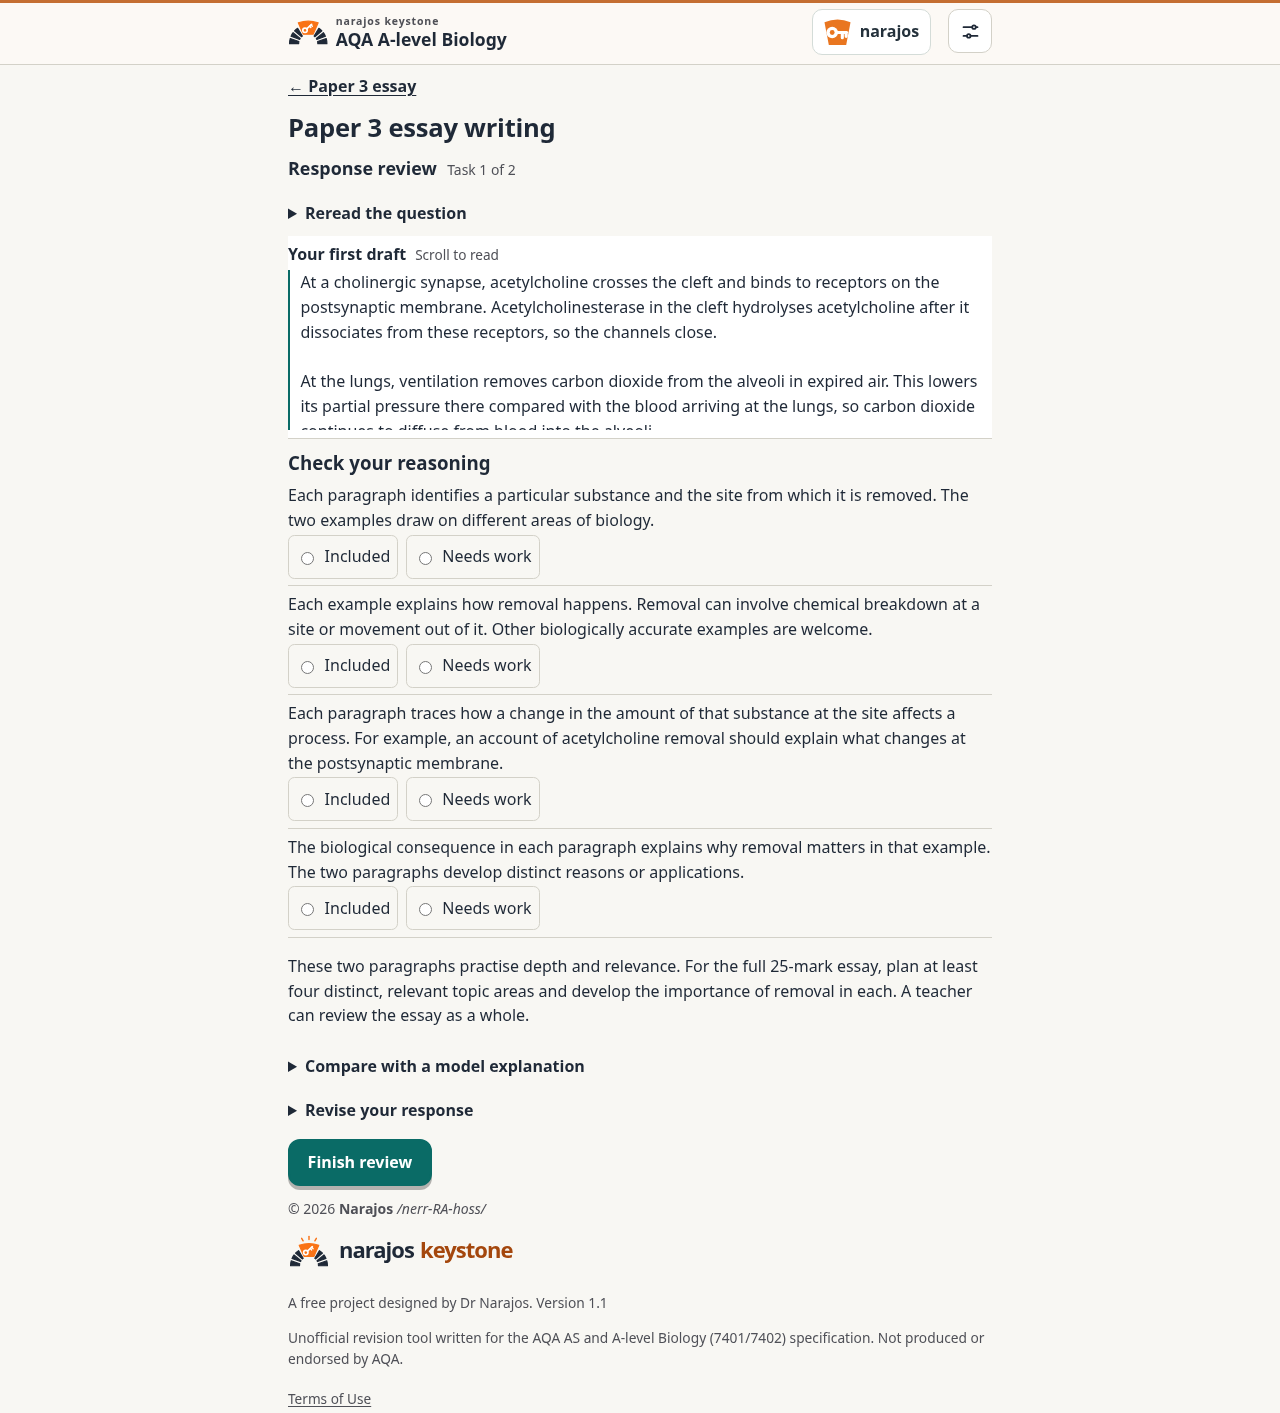 narajos keystone
AQA A-level Biology
narajos
← Paper 3 essay
Paper 3 essay writing
Response review Task 1 of 2
Reread the question
Your first draft Scroll to read
At a cholinergic synapse, acetylcholine crosses the cleft and binds to receptors on the
postsynaptic membrane. Acetylcholinesterase in the cleft hydrolyses acetylcholine after it
dissociates from these receptors, so the channels close.
At the lungs, ventilation removes carbon dioxide from the alveoli in expired air. This lowers
its partial pressure there compared with the blood arriving at the lungs, so carbon dioxide
continues to diffuse from blood into the alveoli.
Check your reasoning
Each paragraph identifies a particular substance and the site from which it is removed. The
two examples draw on different areas of biology.
Included Needs work
Each example explains how removal happens. Removal can involve chemical breakdown at a
site or movement out of it. Other biologically accurate examples are welcome.
Included Needs work
Each paragraph traces how a change in the amount of that substance at the site affects a
process. For example, an account of acetylcholine removal should explain what changes at
the postsynaptic membrane.
Included Needs work
The biological consequence in each paragraph explains why removal matters in that example.
The two paragraphs develop distinct reasons or applications.
Included Needs work
These two paragraphs practise depth and relevance. For the full 25-mark essay, plan at least
four distinct, relevant topic areas and develop the importance of removal in each. A teacher
can review the essay as a whole.
Compare with a model explanation
Revise your response
Finish review
© 2026 Narajos /nerr-RA-hoss/
narajos keystone
A free project designed by Dr Narajos. Version 1.1
Unofficial revision tool written for the AQA AS and A-level Biology (7401/7402) specification. Not produced or
endorsed by AQA.
Terms of Use